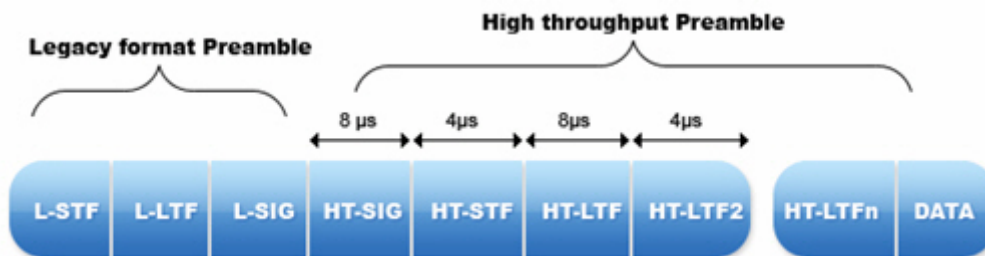 High throughput Preamble
Legacy format Preamble
8 µs 4µs 8µs 4µs
L-STF L-LTF L-SIG HT-SIG HT-STF HT-LTF HT-LTF2 HT-LTFn DATA